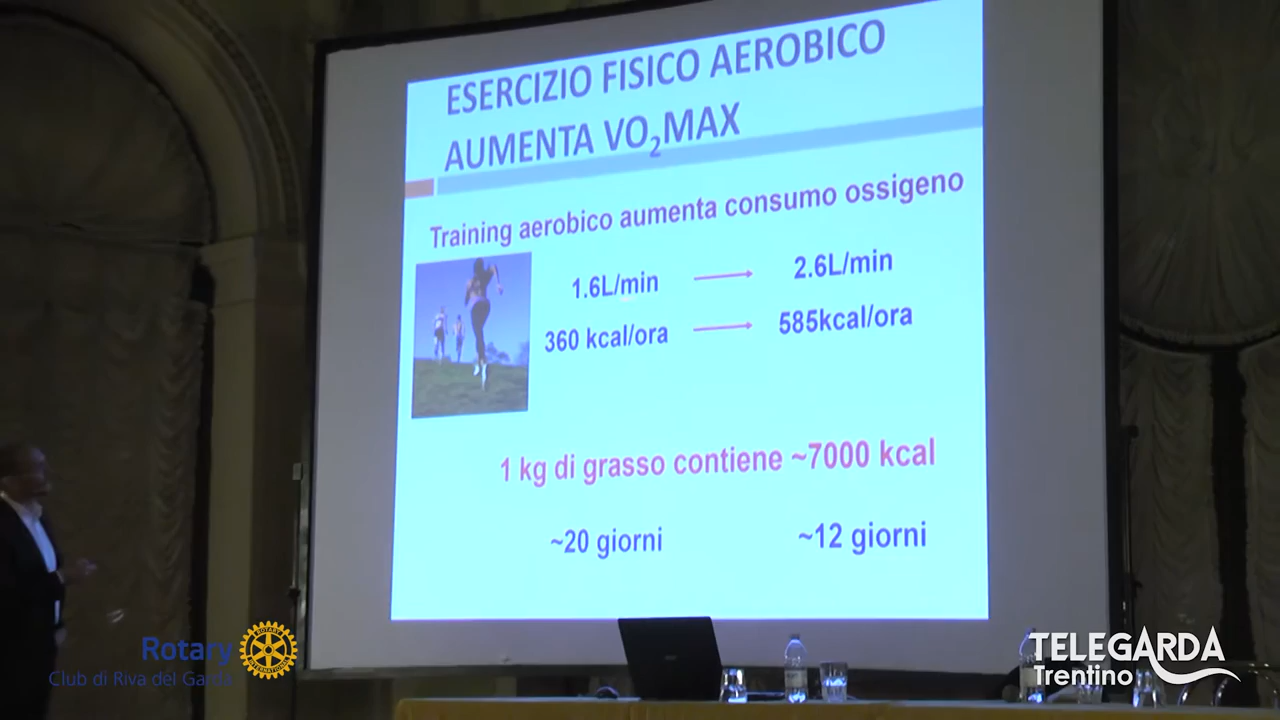 ESERCIZIO FISICO AEROBICO
AUMENTA VO₂MAX
Training aerobico aumenta consumo ossigeno
1.6L/min 2.6L/min
360 kcal/ora 585kcal/ora
1 kg di grasso contiene ~7000 kcal
~20 giorni ~12 giorni
Rotary
Club di Riva del Garda
TELEGARDA
Trentino